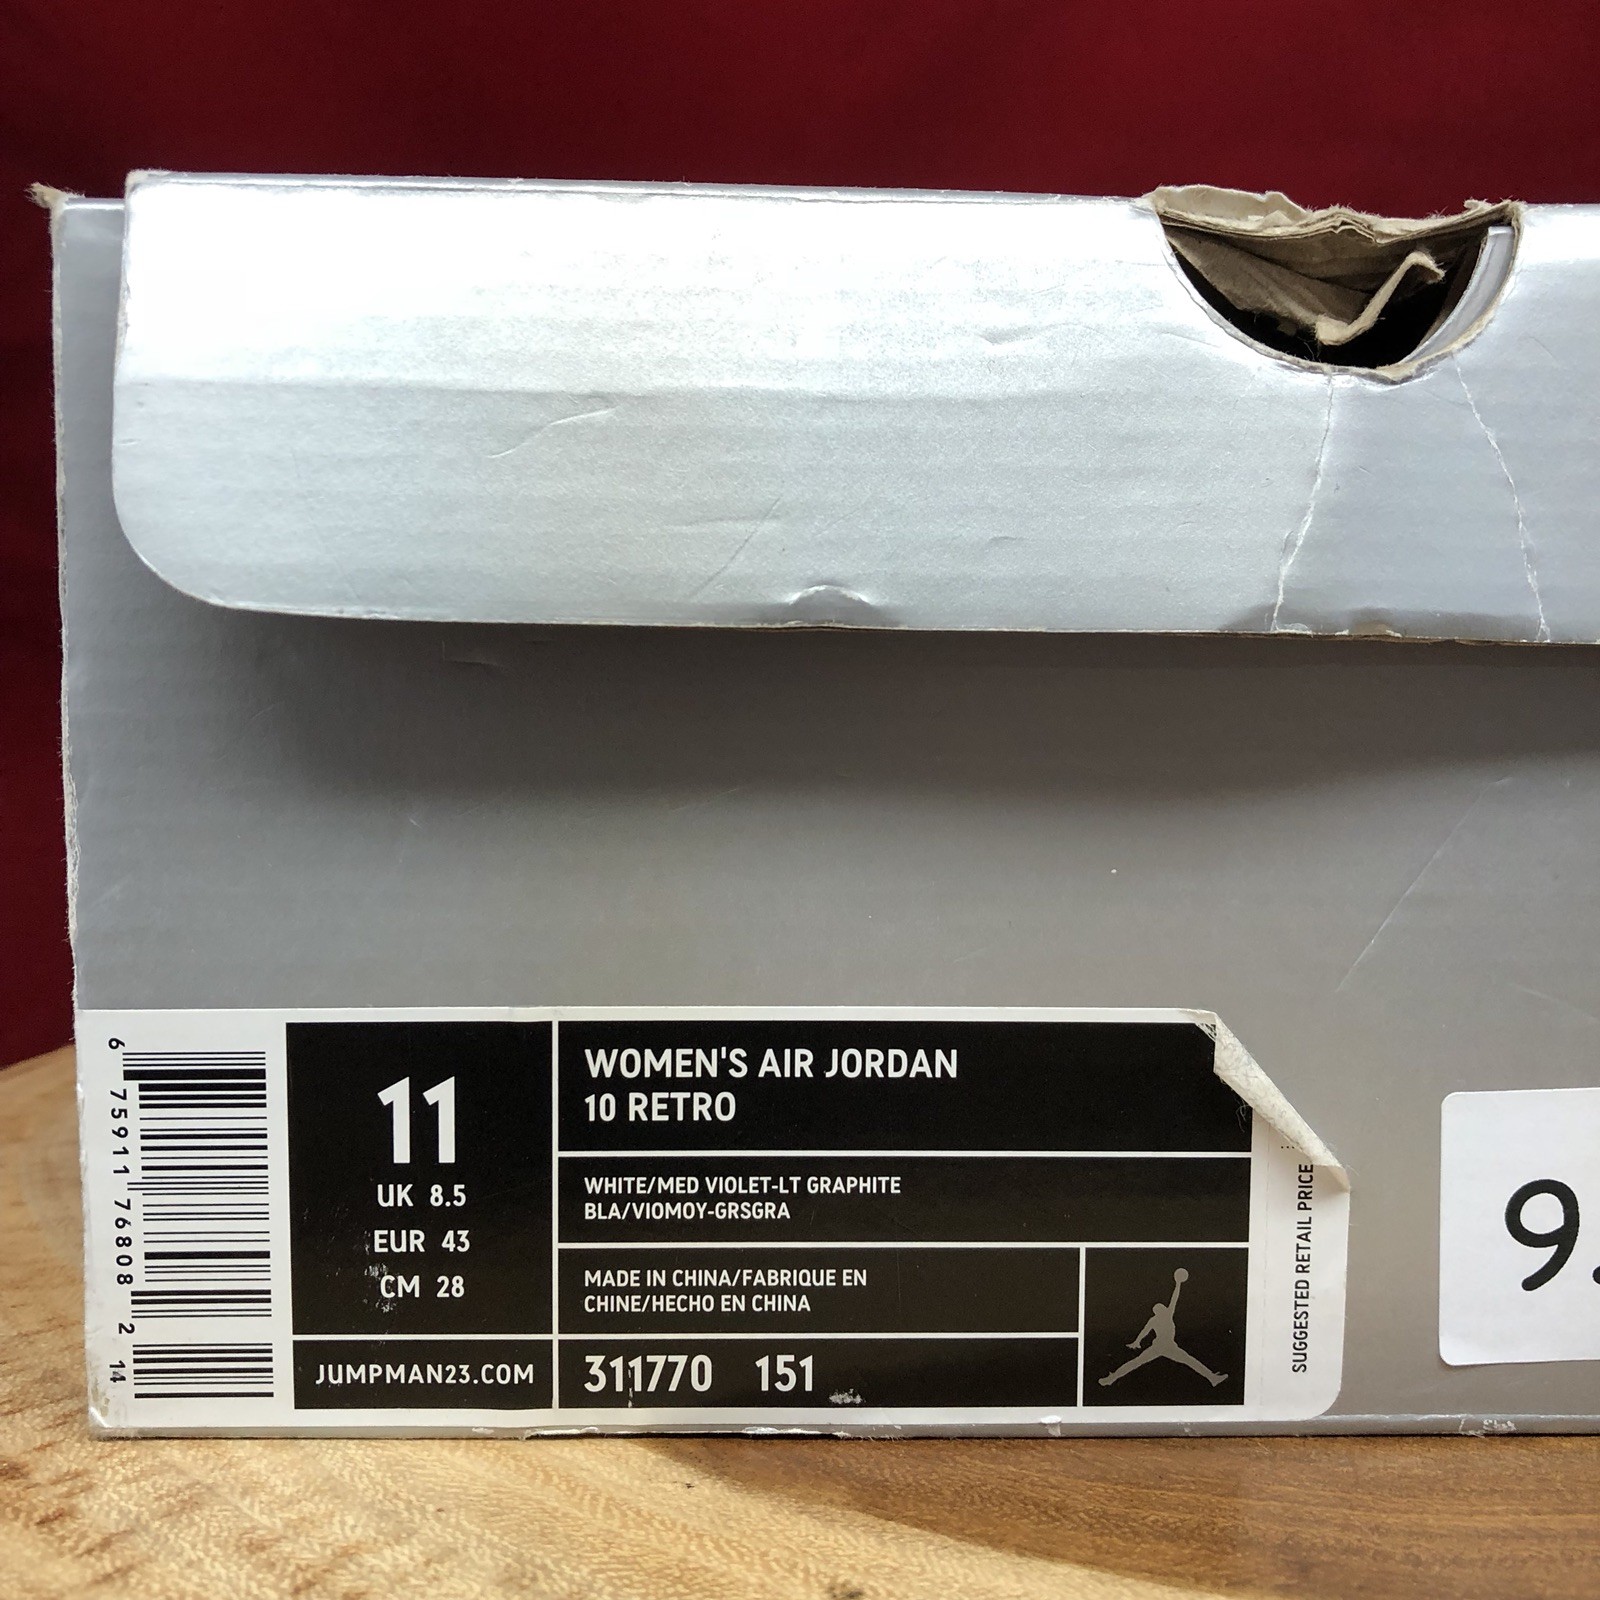 6 75911 76808 2 14
11
UK 8.5
EUR 43
CM 28
JUMPMAN23.COM
WOMEN'S AIR JORDAN
10 RETRO
WHITE/MED VIOLET-LT GRAPHITE
BLA/VIOMOY-GRSGRA
MADE IN CHINA/FABRIQUE EN
CHINE/HECHO EN CHINA
311770 151
SUGGESTED RETAIL PRICE
9.